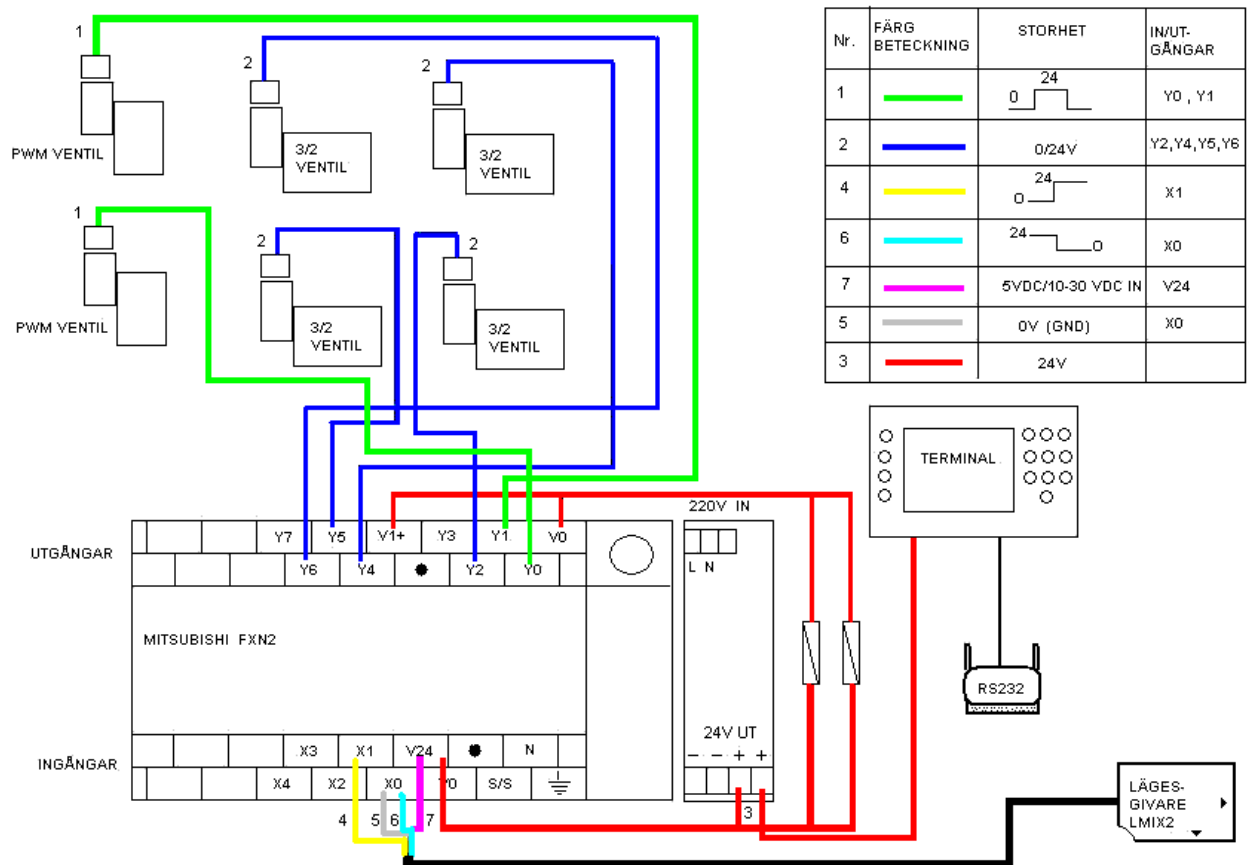 1
PWM VENTIL
2
3/2
VENTIL
2
3/2
VENTIL
1
PWM VENTIL
2
3/2
VENTIL
2
3/2
VENTIL
Nr. FÄRG BETECKNING STORHET IN/UT-GÅNGAR
1 0 24 Y0 , Y1
2 0/24V Y2,Y4,Y5,Y6
4 0 24 X1
6 24 0 X0
7 5VDC/10-30 VDC IN V24
5 0V (GND) X0
3 24V
TERMINAL
RS232
220V IN
L N
24V UT
- - + +
3
UTGÅNGAR
Y7 Y5 V1+ Y3 Y1 V0
Y6 Y4 Y2 Y0
MITSUBISHI FXN2
INGÅNGAR
X3 X1 V24 N
X4 X2 X0 V0 S/S
4 5 6 7
LÄGES-
GIVARE
LMIX2